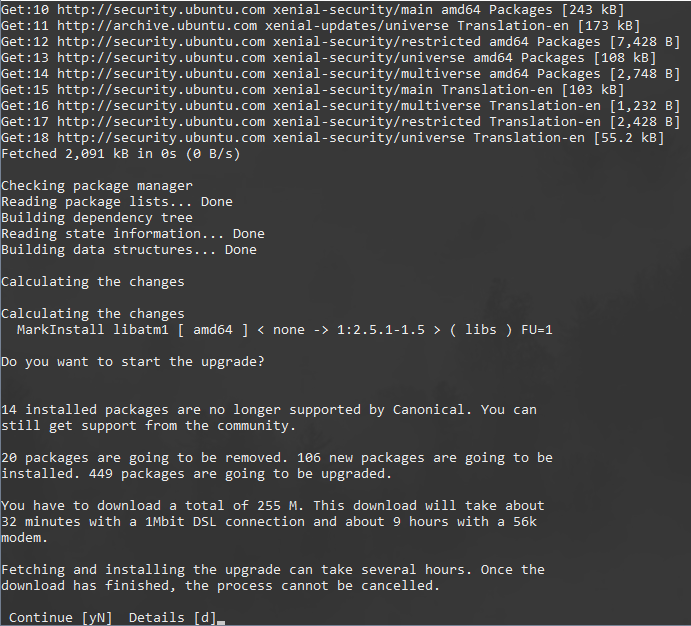 Get:10 http://security.ubuntu.com xenial-security/main amd64 Packages [243 kB]
Get:11 http://archive.ubuntu.com xenial-updates/universe Translation-en [173 kB]
Get:12 http://security.ubuntu.com xenial-security/restricted amd64 Packages [7,428 B]
Get:13 http://security.ubuntu.com xenial-security/universe amd64 Packages [108 kB]
Get:14 http://security.ubuntu.com xenial-security/multiverse amd64 Packages [2,748 B]
Get:15 http://security.ubuntu.com xenial-security/main Translation-en [103 kB]
Get:16 http://security.ubuntu.com xenial-security/multiverse Translation-en [1,232 B]
Get:17 http://security.ubuntu.com xenial-security/restricted Translation-en [2,428 B]
Get:18 http://security.ubuntu.com xenial-security/universe Translation-en [55.2 kB]
Fetched 2,091 kB in 0s (0 B/s)
Checking package manager
Reading package lists... Done
Building dependency tree
Reading state information... Done
Building data structures... Done
Calculating the changes
Calculating the changes
MarkInstall libatm1 [ amd64 ] < none -> 1:2.5.1-1.5 > ( libs ) FU=1
Do you want to start the upgrade?
14 installed packages are no longer supported by Canonical. You can
still get support from the community.
20 packages are going to be removed. 106 new packages are going to be
installed. 449 packages are going to be upgraded.
You have to download a total of 255 M. This download will take about
32 minutes with a 1Mbit DSL connection and about 9 hours with a 56k
modem.
Fetching and installing the upgrade can take several hours. Once the
download has finished, the process cannot be cancelled.
Continue [yN]  Details [d]